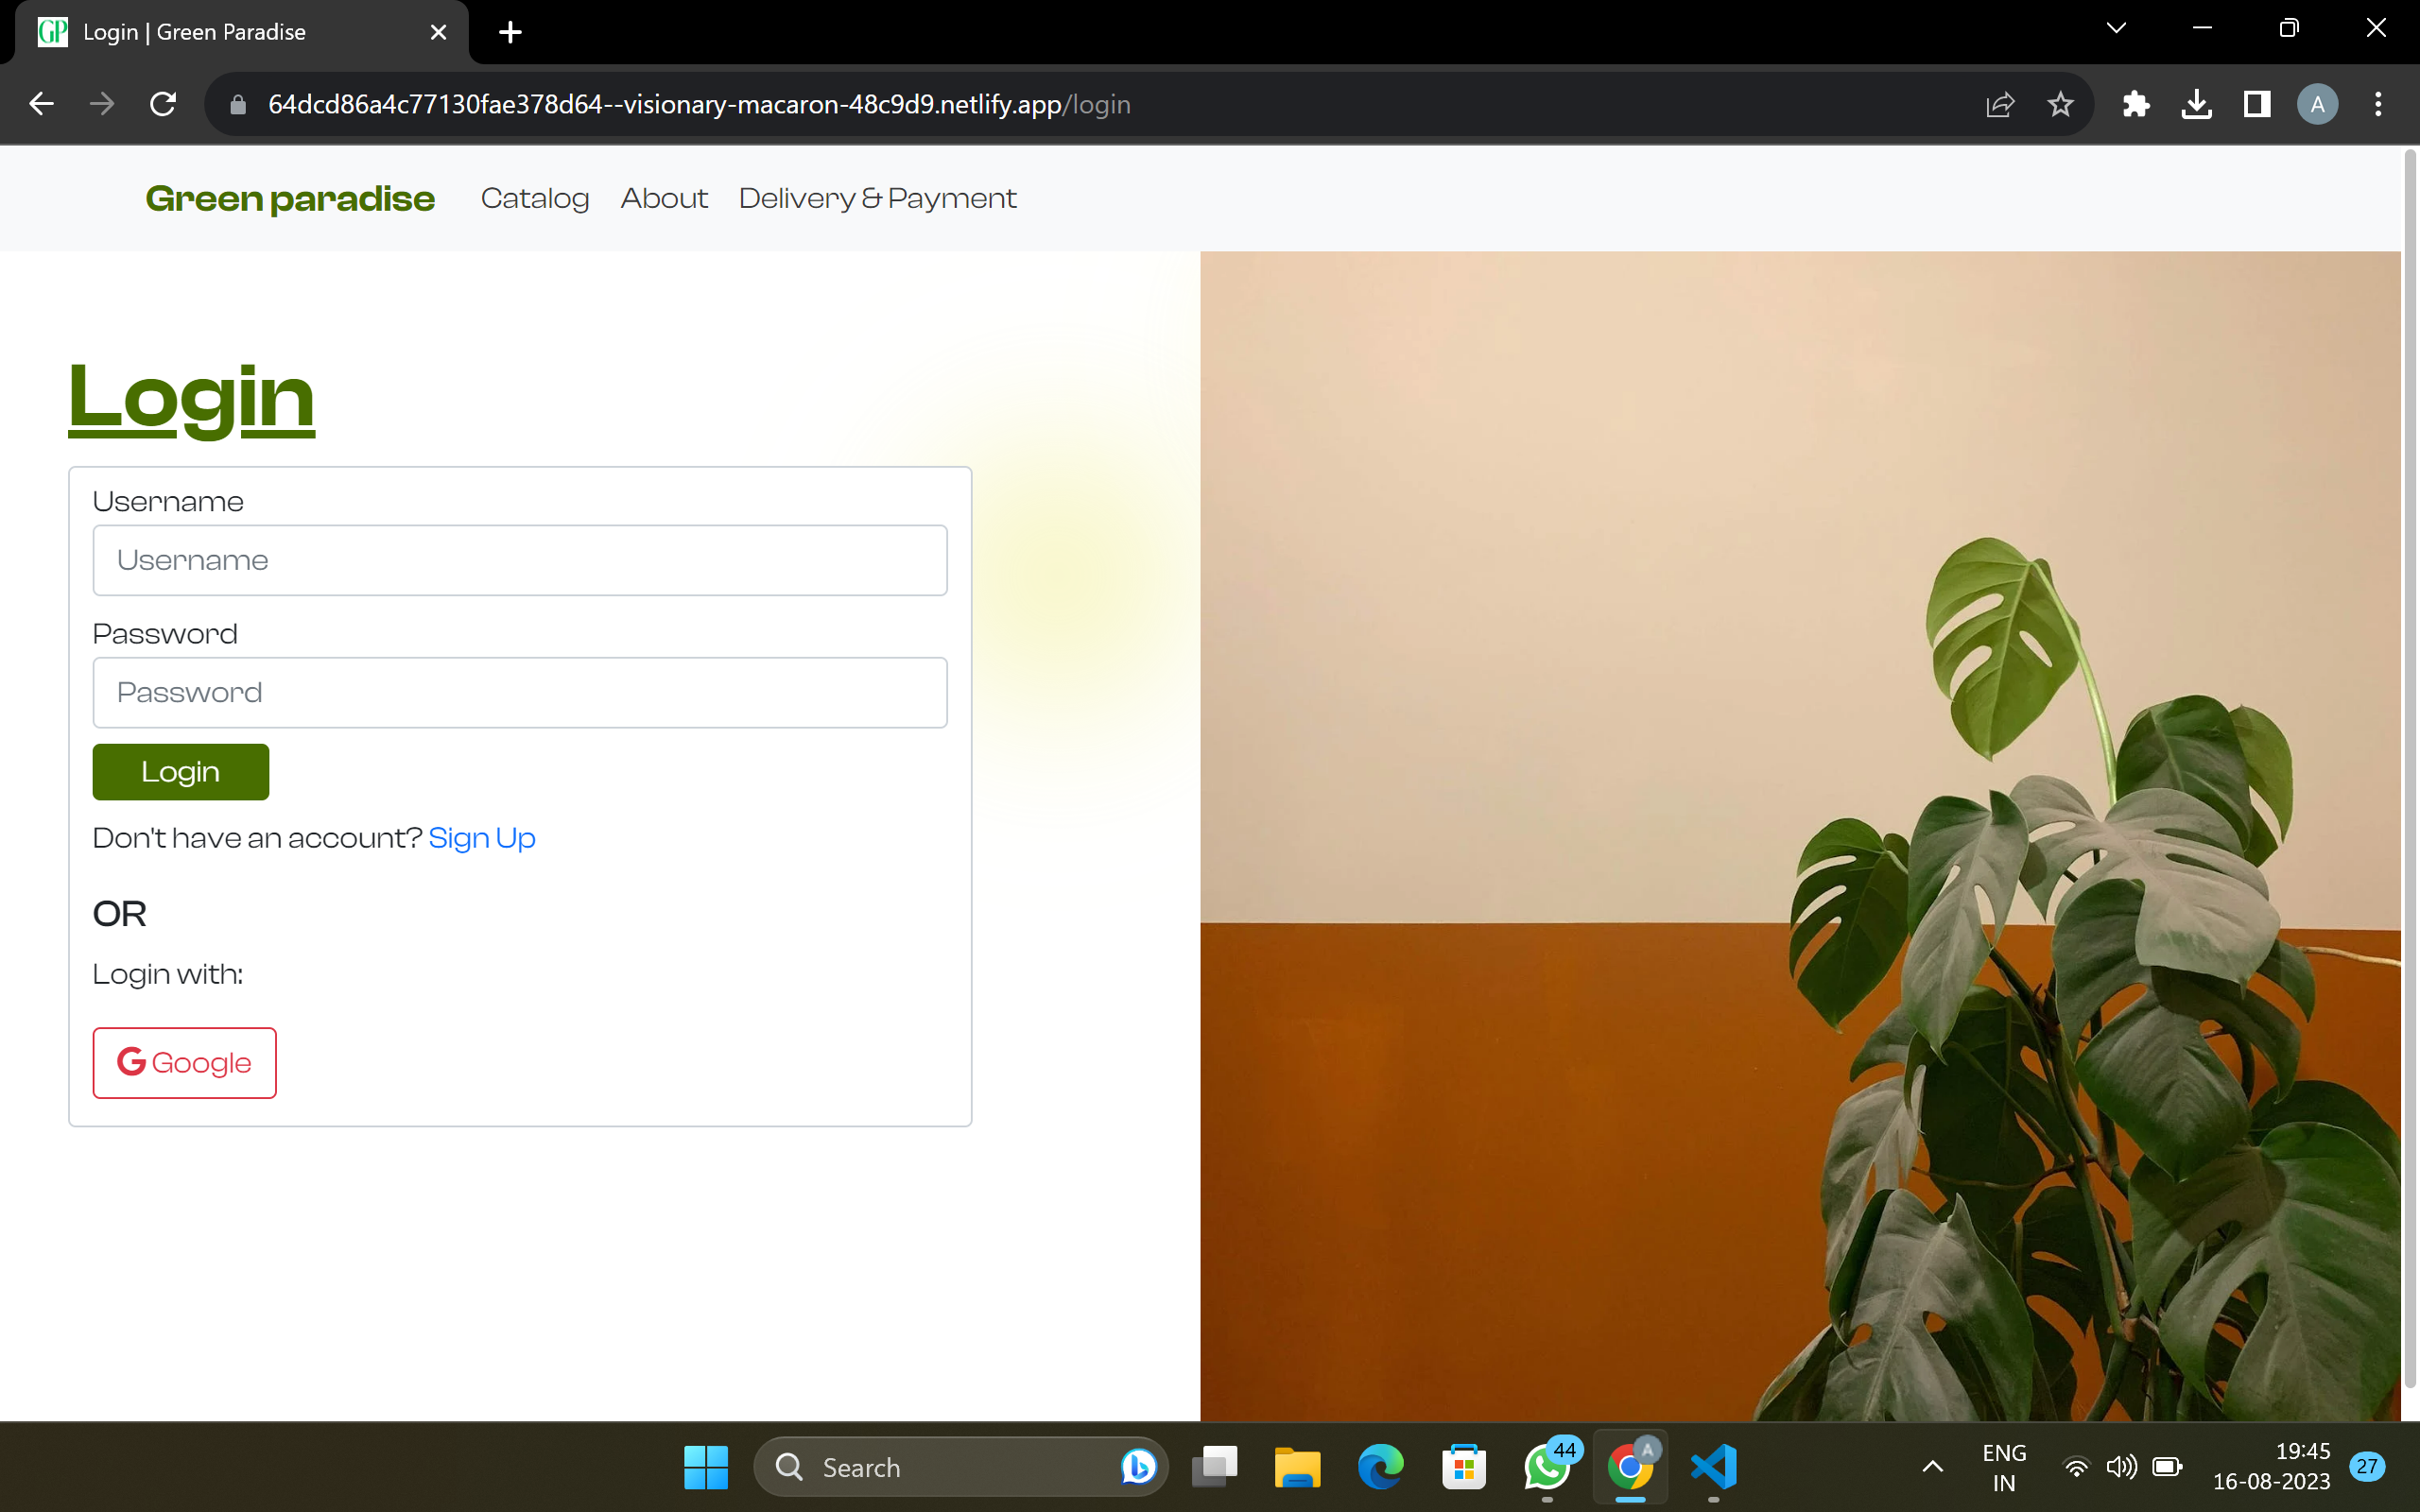 GP Login | Green Paradise
64dcd86a4c77130fae378d64--visionary-macaron-48c9d9.netlify.app/login
A
Green paradise Catalog About Delivery & Payment
Login
Username
Username
Password
Password
Login
Don't have an account? Sign Up
OR
Login with:
G Google
Search
44
A
ENG
IN
19:45
16-08-2023
27